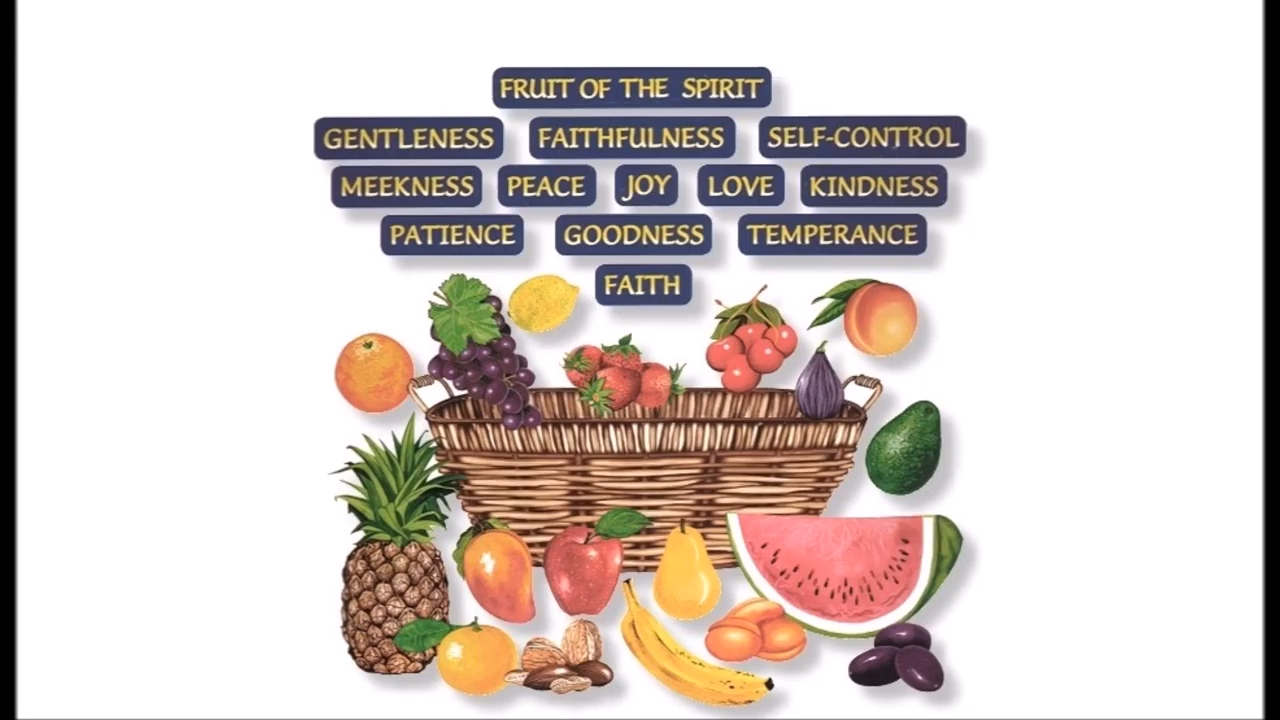 FRUIT OF THE SPIRIT
GENTLENESS FAITHFULNESS SELF-CONTROL
MEEKNESS PEACE JOY LOVE KINDNESS
PATIENCE GOODNESS TEMPERANCE
FAITH